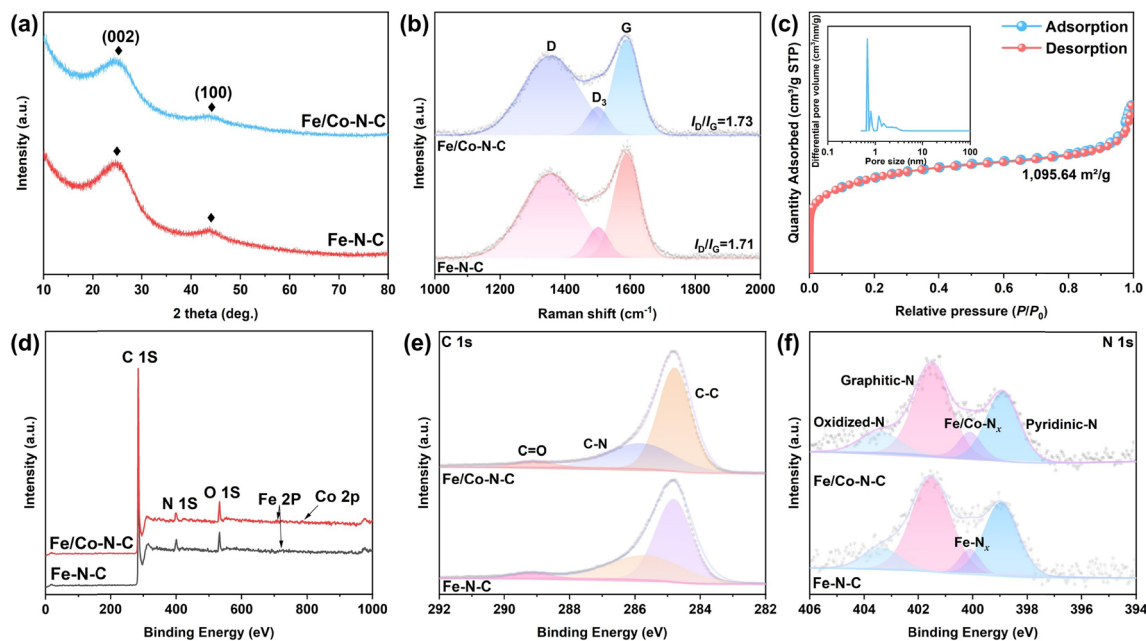 (a)
(002)
(100)
Fe/Co-N-C
Fe-N-C
Intensity (a.u.)
10 20 30 40 50 60 70 80
2 theta (deg.)
(b)
D
G
D₃
I_D/I_G=1.73
Fe/Co-N-C
I_D/I_G=1.71
Fe-N-C
Intensity (a.u.)
1000 1200 1400 1600 1800 2000
Raman shift (cm⁻¹)
(c)
Adsorption
Desorption
Differential pore volume (cm³/nm/g)
0.1 1 10 100
Pore size (nm)
1,095.64 m²/g
Quantity Adsorbed (cm³/g STP)
0.0 0.2 0.4 0.6 0.8 1.0
Relative pressure (P/P₀)
(d)
C 1S
N 1S
O 1S
Fe 2P
Co 2p
Fe/Co-N-C
Fe-N-C
Intensity (a.u.)
0 200 400 600 800 1000
Binding Energy (eV)
(e)
C 1s
C-C
C-N
C=O
Fe/Co-N-C
Fe-N-C
Intensity (a.u.)
292 290 288 286 284 282
Binding Energy (eV)
(f)
N 1s
Graphitic-N
Oxidized-N
Fe/Co-Nₓ
Pyridinic-N
Fe/Co-N-C
Fe-Nₓ
Fe-N-C
Intensity (a.u.)
406 404 402 400 398 396 394
Binding Energy (eV)